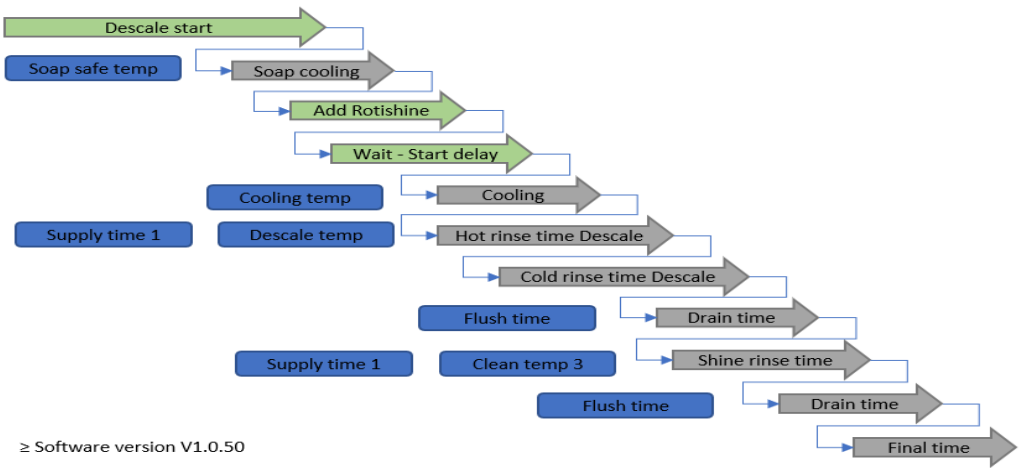 Descale start
Soap safe temp
Soap cooling
Add Rotishine
Wait - Start delay
Cooling temp
Cooling
Supply time 1
Descale temp
Hot rinse time Descale
Cold rinse time Descale
Flush time
Drain time
Supply time 1
Clean temp 3
Shine rinse time
Flush time
Drain time
≥ Software version V1.0.50
Final time